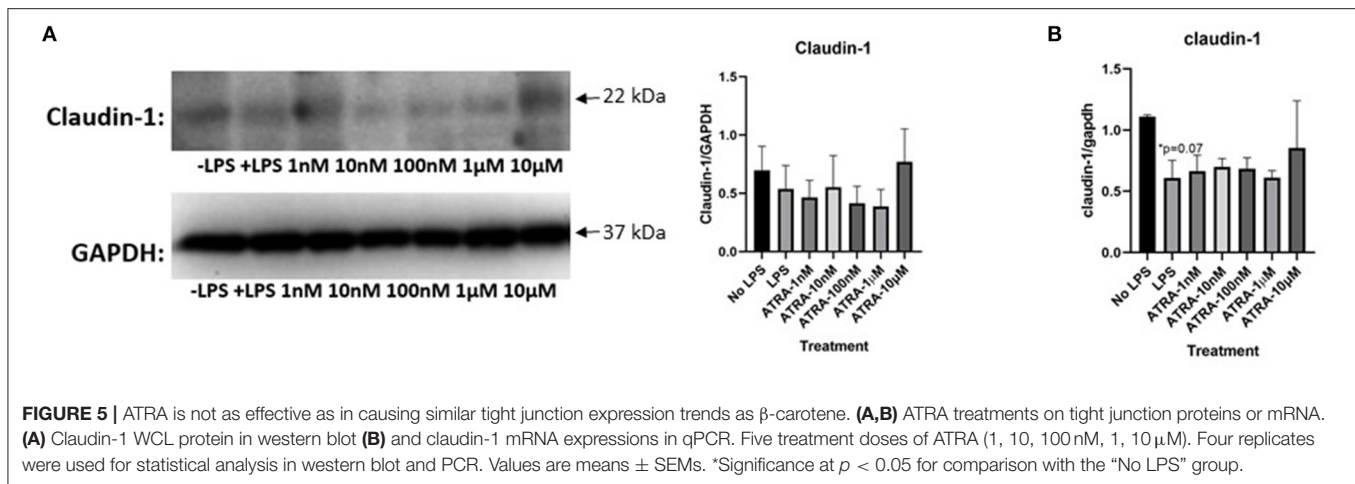 A
Claudin-1:
22 kDa
-LPS +LPS 1nM 10nM 100nM 1μM 10μM
GAPDH:
37 kDa
-LPS +LPS 1nM 10nM 100nM 1μM 10μM
Claudin-1
Claudin-1/GAPDH
1.5
1.0
0.5
0.0
No LPS
LPS
ATRA-1nM
ATRA-10nM
ATRA-100nM
ATRA-1μM
ATRA-10μM
Treatment
B
claudin-1
claudin-1/gapdh
1.5
1.0
0.5
0.0
*p=0.07
No LPS
LPS
ATRA-1nM
ATRA-10nM
ATRA-100nM
ATRA-1μM
ATRA-10μM
Treatment
FIGURE 5 | ATRA is not as effective as in causing similar tight junction expression trends as β-carotene. (A,B) ATRA treatments on tight junction proteins or mRNA.
(A) Claudin-1 WCL protein in western blot (B) and claudin-1 mRNA expressions in qPCR. Five treatment doses of ATRA (1, 10, 100 nM, 1, 10 μM). Four replicates
were used for statistical analysis in western blot and PCR. Values are means ± SEMs. *Significance at p < 0.05 for comparison with the “No LPS” group.